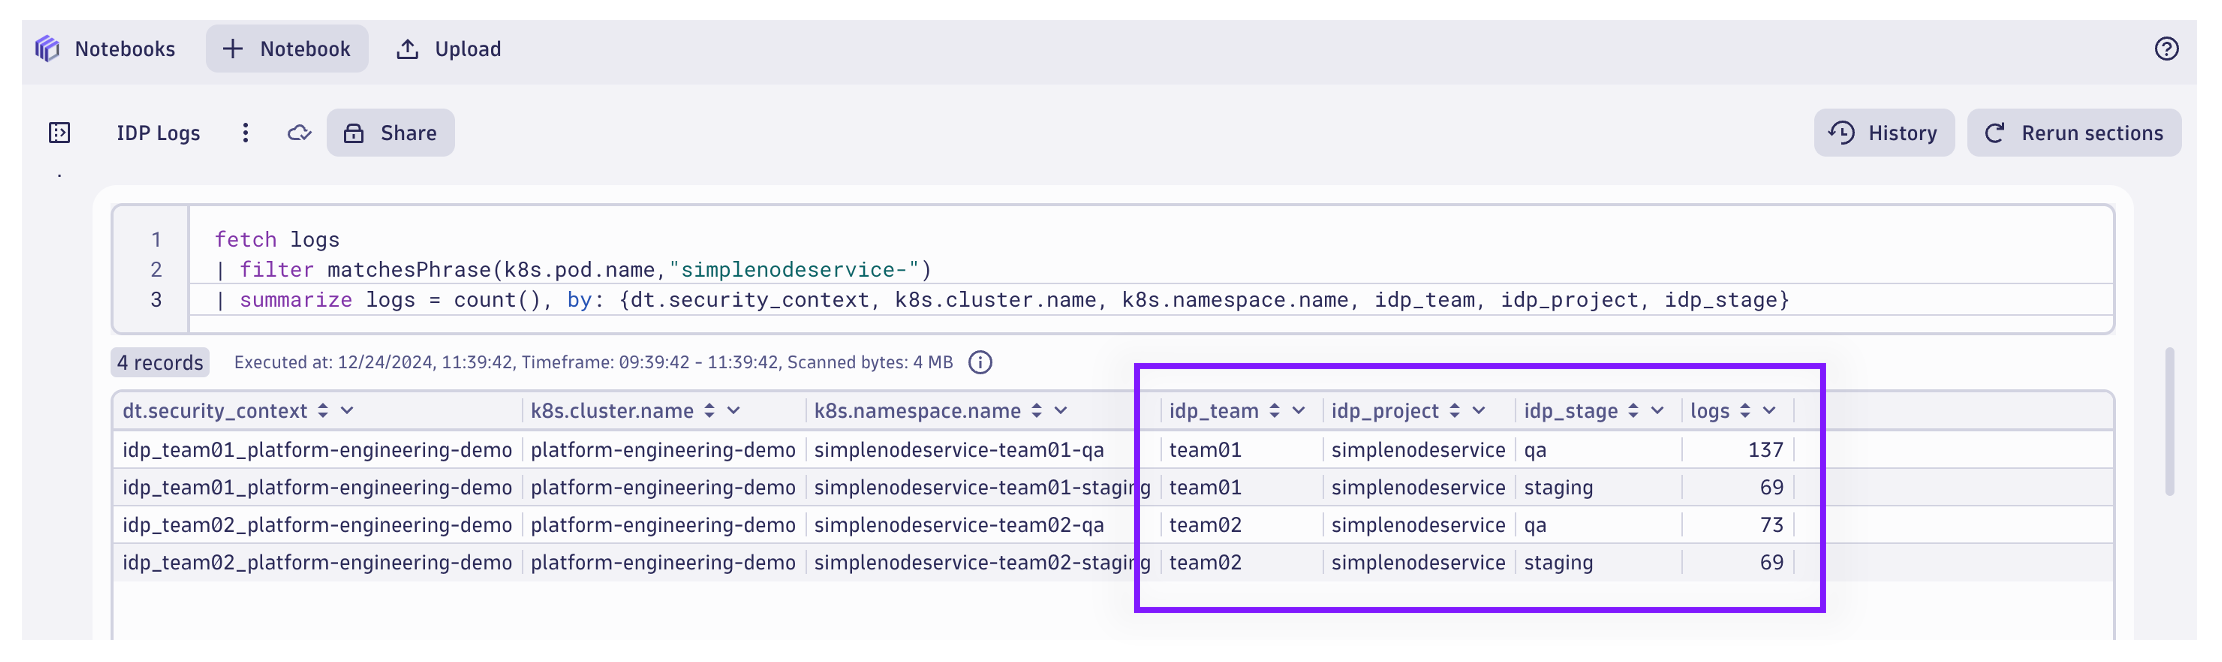 Notebooks + Notebook Upload
IDP Logs Share History Rerun sections
1 fetch logs
2 | filter matchesPhrase(k8s.pod.name,"simplenodeservice-")
3 | summarize logs = count(), by: {dt.security_context, k8s.cluster.name, k8s.namespace.name, idp_team, idp_project, idp_stage}
4 records Executed at: 12/24/2024, 11:39:42, Timeframe: 09:39:42 - 11:39:42, Scanned bytes: 4 MB
dt.security_context k8s.cluster.name k8s.namespace.name idp_team idp_project idp_stage logs
idp_team01_platform-engineering-demo platform-engineering-demo simplenodeservice-team01-qa team01 simplenodeservice qa 137
idp_team01_platform-engineering-demo platform-engineering-demo simplenodeservice-team01-staging team01 simplenodeservice staging 69
idp_team02_platform-engineering-demo platform-engineering-demo simplenodeservice-team02-qa team02 simplenodeservice qa 73
idp_team02_platform-engineering-demo platform-engineering-demo simplenodeservice-team02-staging team02 simplenodeservice staging 69